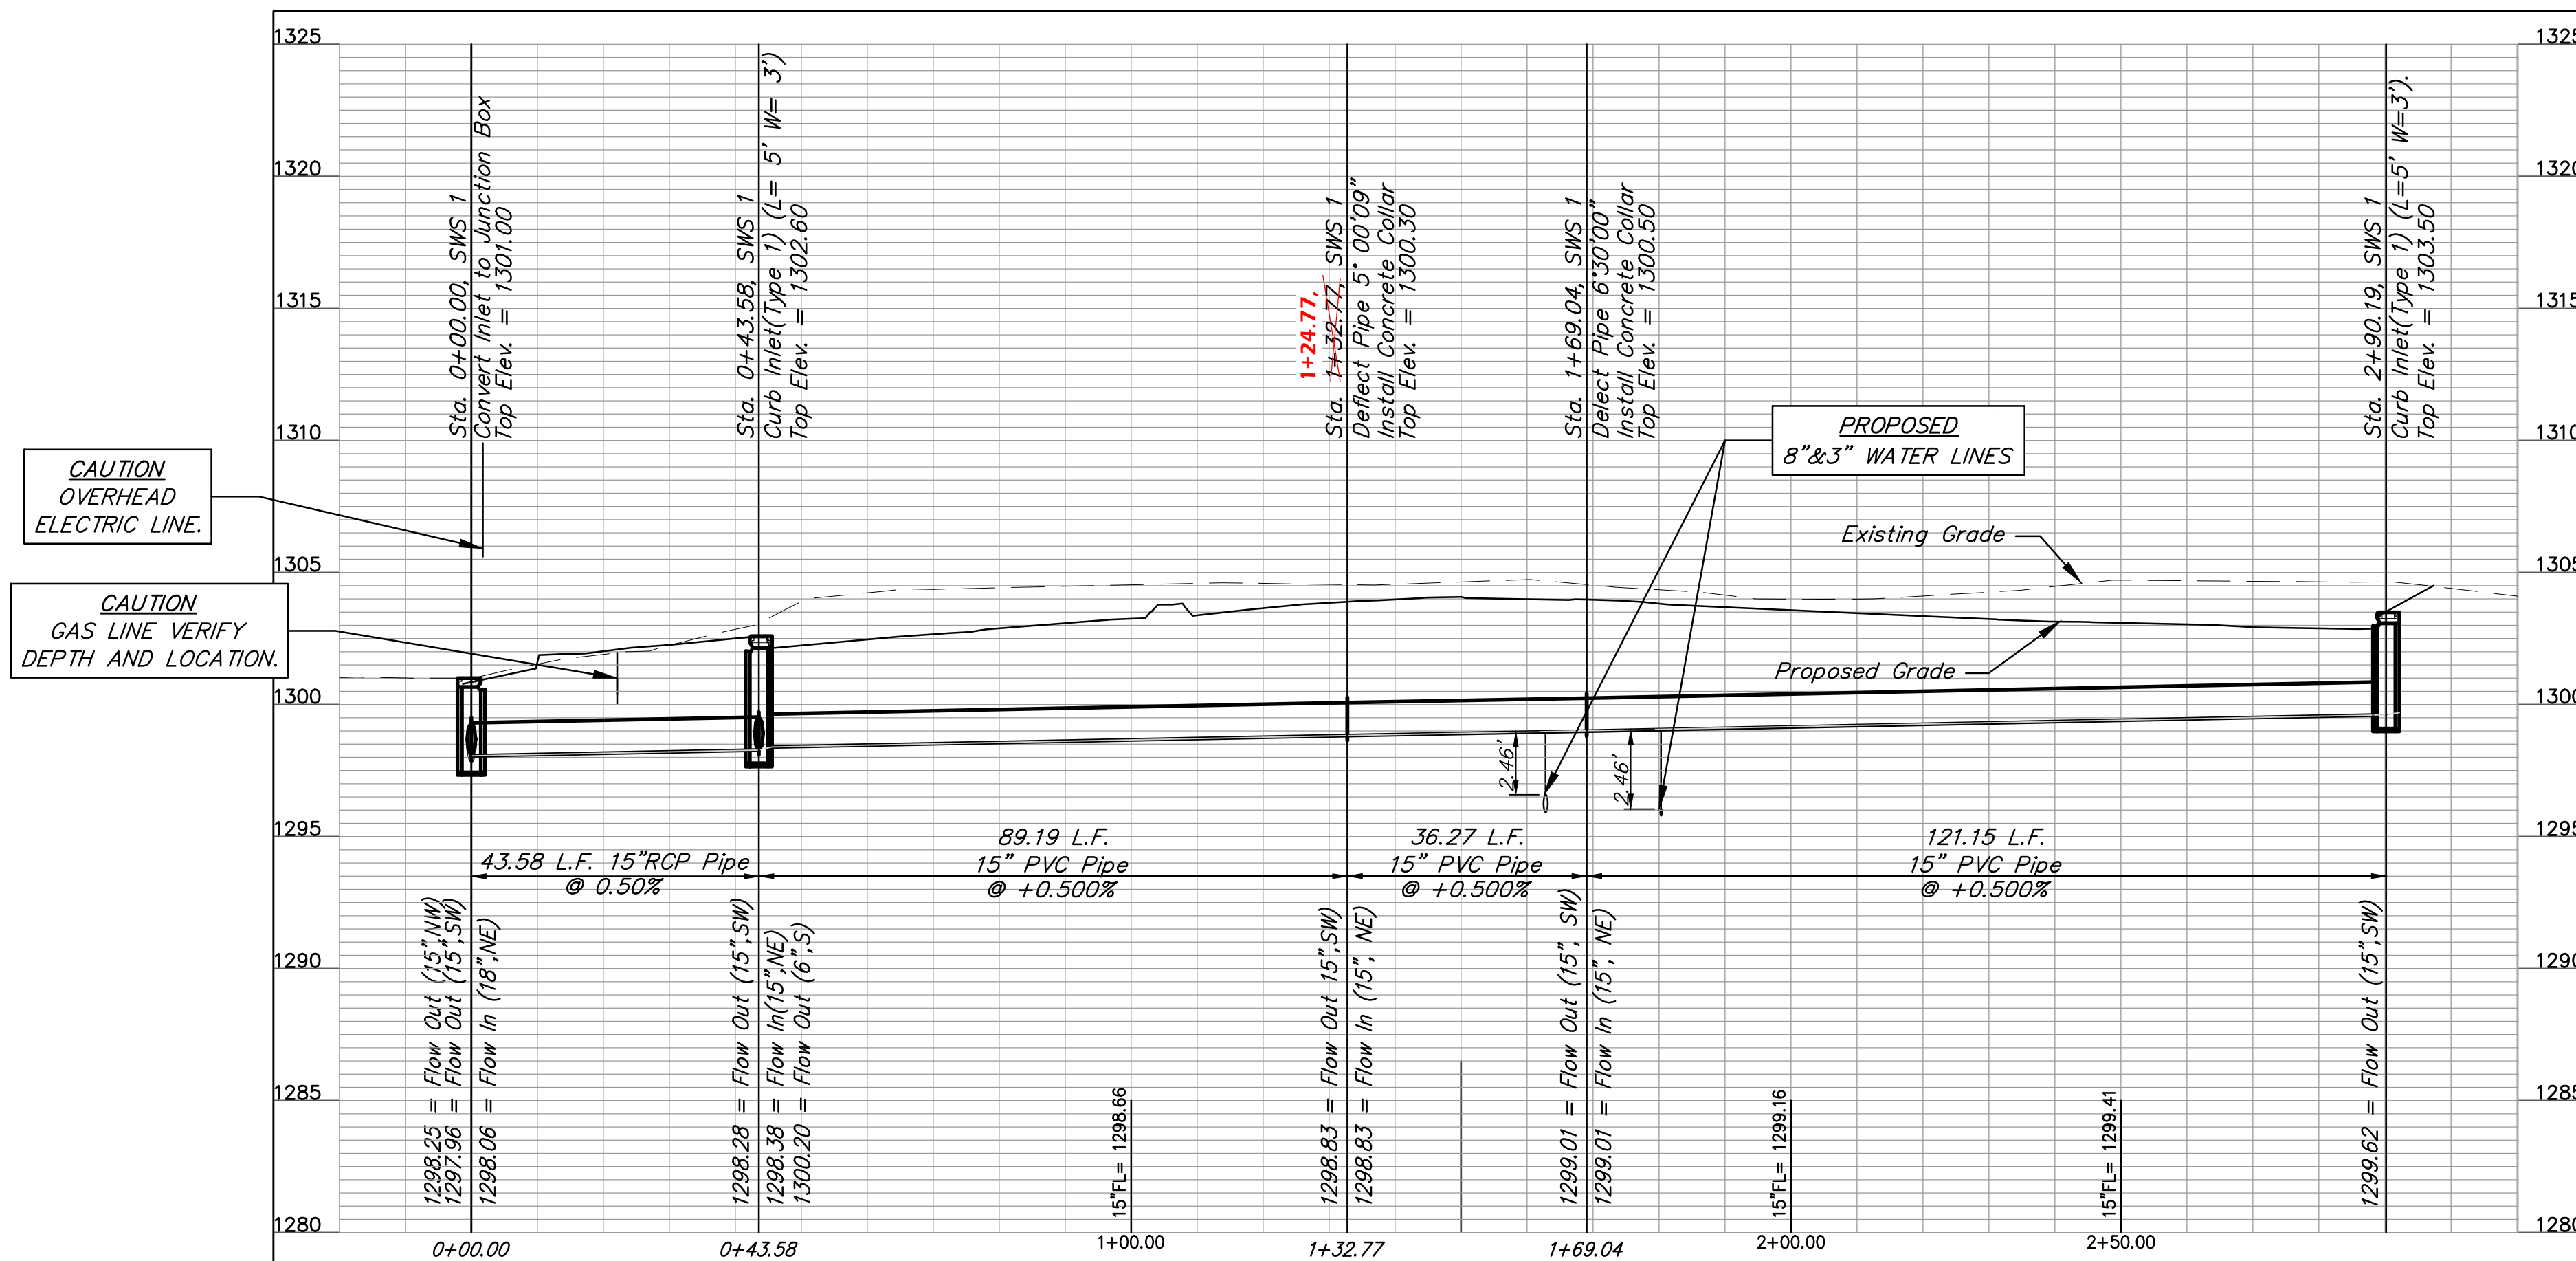 1325
1320
1315
1310
1305
1300
1295
1290
1285
1280
CAUTION
OVERHEAD
ELECTRIC LINE.
CAUTION
GAS LINE VERIFY
DEPTH AND LOCATION.
Sta. 0+00.00, SWS 1
Convert Inlet to Junction Box
Top Elev. = 1301.00
Sta. 0+43.58, SWS 1
Curb Inlet(Type 1) (L= 5' W= 3')
Top Elev. = 1302.60
1+24.77,
Sta. 1+32.77, SWS 1
Deflect Pipe 5° 00'09"
Install Concrete Collar
Top Elev. = 1300.30
Sta. 1+69.04, SWS 1
Delect Pipe 6°30'00"
Install Concrete Collar
Top Elev. = 1300.50
PROPOSED
8"&3" WATER LINES
Sta. 2+90.19, SWS 1
Curb Inlet(Type 1) (L=5' W=3').
Top Elev. = 1303.50
Existing Grade
Proposed Grade
2.46'
2.46'
43.58 L.F. 15"RCP Pipe
@ 0.50%
89.19 L.F.
15" PVC Pipe
@ +0.500%
36.27 L.F.
15" PVC Pipe
@ +0.500%
121.15 L.F.
15" PVC Pipe
@ +0.500%
1298.25 = Flow Out (15",NW)
1297.96 = Flow Out (15",SW)
1298.06 = Flow In (18",NE)
1298.28 = Flow Out (15",SW)
1298.38 = Flow In(15",NE)
1300.20 = Flow Out (6",S)
15"FL= 1298.66
1298.83 = Flow Out 15",SW)
1298.83 = Flow In (15", NE)
1299.01 = Flow Out (15", SW)
1299.01 = Flow In (15", NE)
15"FL= 1299.16
15"FL= 1299.41
1299.62 = Flow Out (15",SW)
0+00.00
0+43.58
1+00.00
1+32.77
1+69.04
2+00.00
2+50.00
132
1320
1315
1310
1305
1300
1295
1290
1285
1280